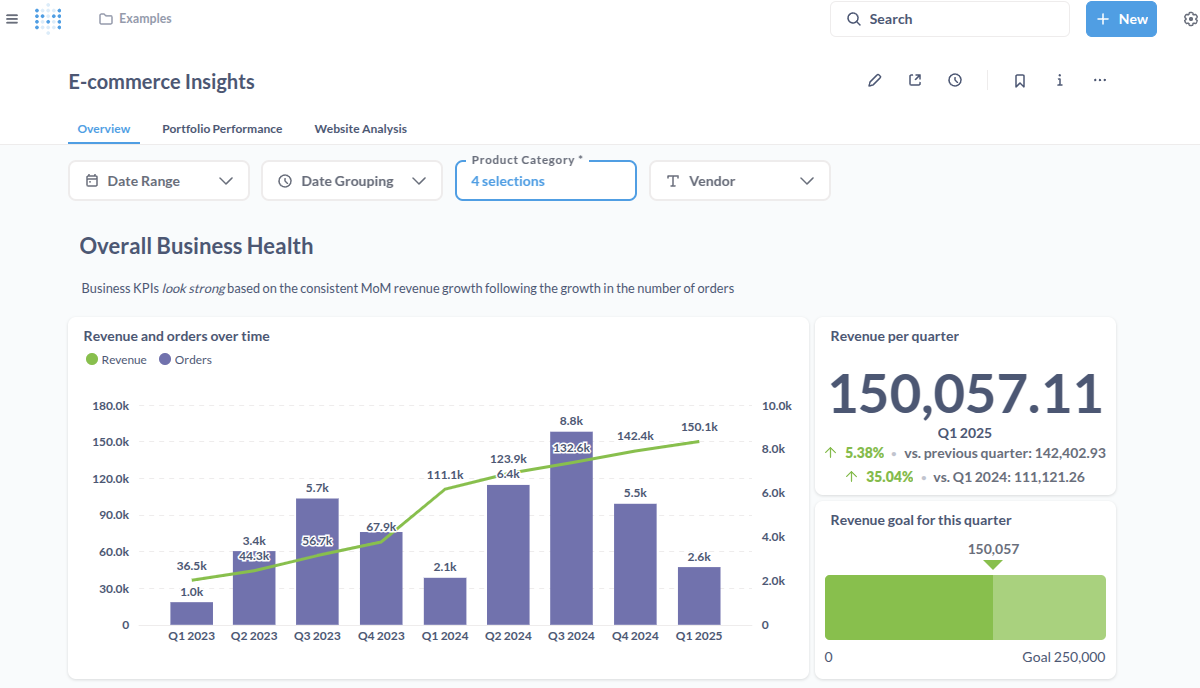 Examples
Search
New
E-commerce Insights
Overview
Portfolio Performance
Website Analysis
Date Range
Date Grouping
Product Category *
4 selections
Vendor
Overall Business Health
Business KPIs look strong based on the consistent MoM revenue growth following the growth in the number of orders
Revenue and orders over time
Revenue
Orders
180.0k
150.0k
120.0k
90.0k
60.0k
30.0k
0
10.0k
8.0k
6.0k
4.0k
2.0k
0
36.5k
44.3k
56.7k
67.9k
111.1k
123.9k
132.6k
142.4k
150.1k
1.0k
3.4k
5.7k
2.1k
6.4k
8.8k
5.5k
2.6k
Q1 2023
Q2 2023
Q3 2023
Q4 2023
Q1 2024
Q2 2024
Q3 2024
Q4 2024
Q1 2025
Revenue per quarter
150,057.11
Q1 2025
5.38% • vs. previous quarter: 142,402.93
35.04% • vs. Q1 2024: 111,121.26
Revenue goal for this quarter
150,057
0
Goal 250,000